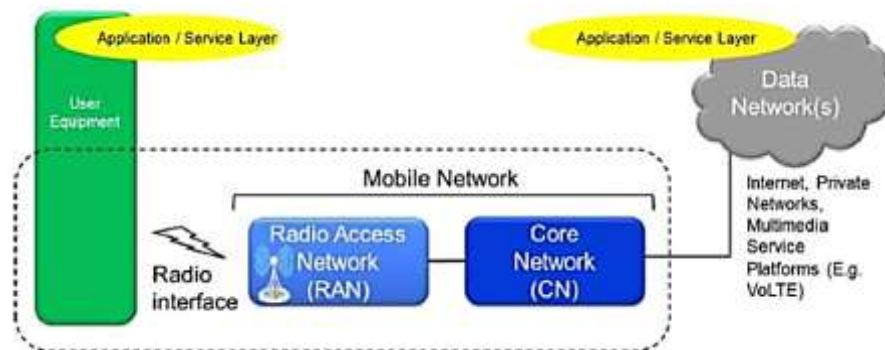 Application / Service Layer
Application / Service Layer
User
Equipment
Data
Network(s)
Mobile Network
Radio Access
Network
(RAN)
Core
Network
(CN)
Radio
interface
Internet, Private
Networks,
Multimedia
Service
Platforms (E.g.
VoLTE)